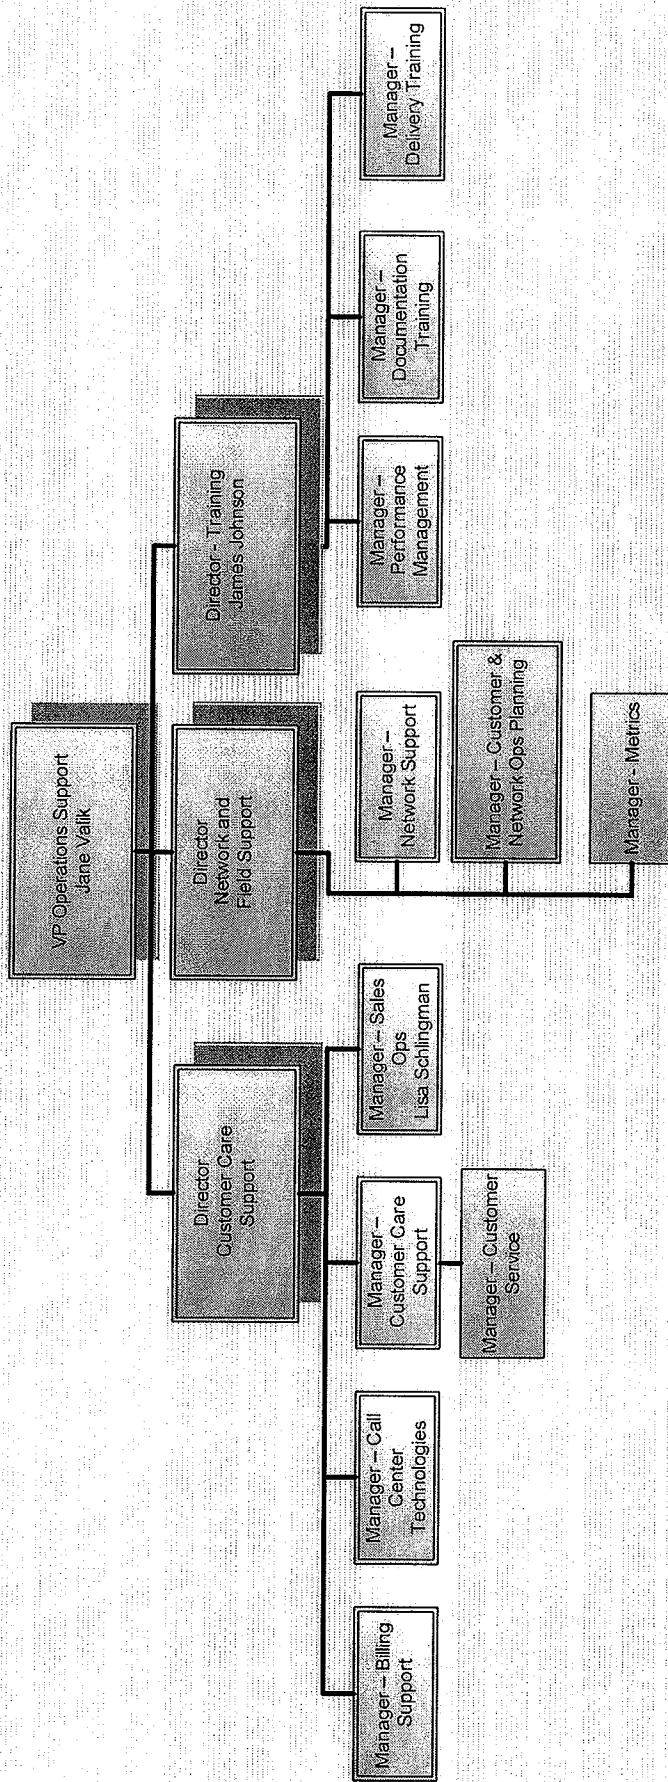 VP Operations Support
Jane Valik
Director
Customer Care
Support
Director
Network and
Field Support
Director - Training
James Johnson
Manager – Billing
Support
Manager – Call
Center
Technologies
Manager –
Customer Care
Support
Manager – Sales
Ops
Lisa Schlingman
Manager –
Network Support
Manager –
Performance
Management
Manager –
Documentation
Training
Manager –
Delivery Training
Manager – Customer
Service
Manager – Customer &
Network Ops Planning
Manager - Metrics